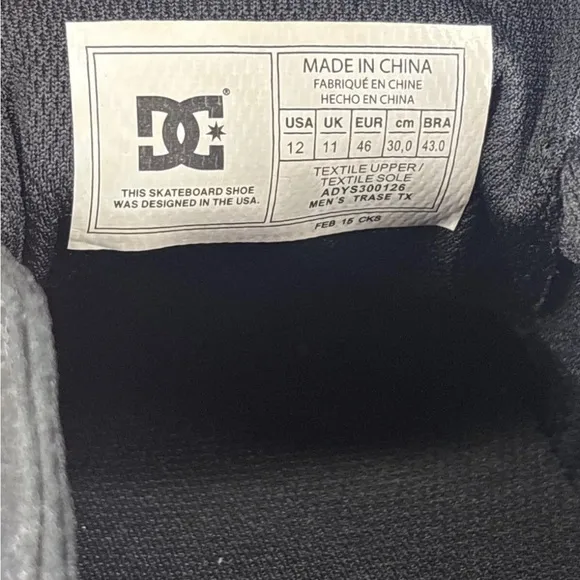 DC®
THIS SKATEBOARD SHOE
WAS DESIGNED IN THE USA.
MADE IN CHINA
FABRIQUÉ EN CHINE
HECHO EN CHINA
USA UK EUR cm BRA
12 11 46 30,0 43.0
TEXTILE UPPER/
TEXTILE SOLE
ADYS300126
MEN'S TRASE TX
FEB 15 CKS